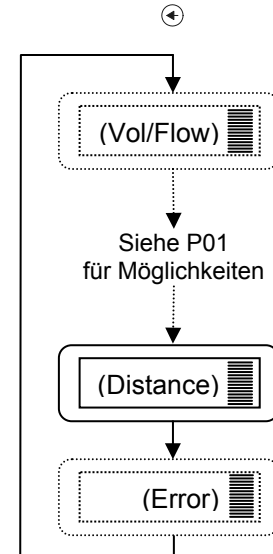 (Vol/Flow)
Siehe P01
für Möglichkeiten
(Distance)
(Error)